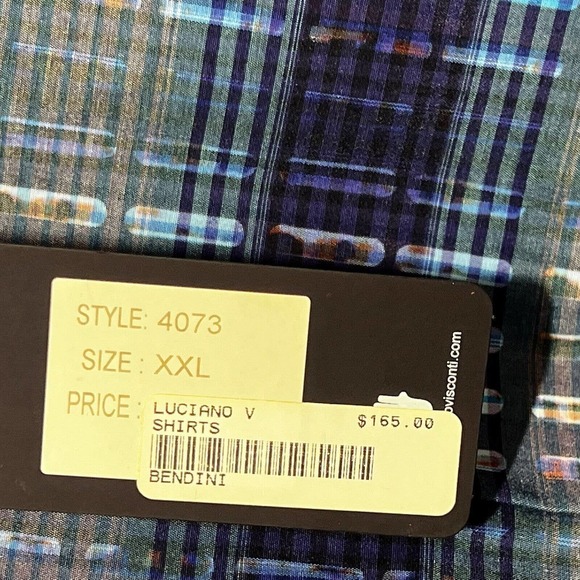 STYLE: 4073
SIZE : XXL
PRICE :
LUCIANO V $165.00
SHIRTS
BENDINI
ovisconti.com